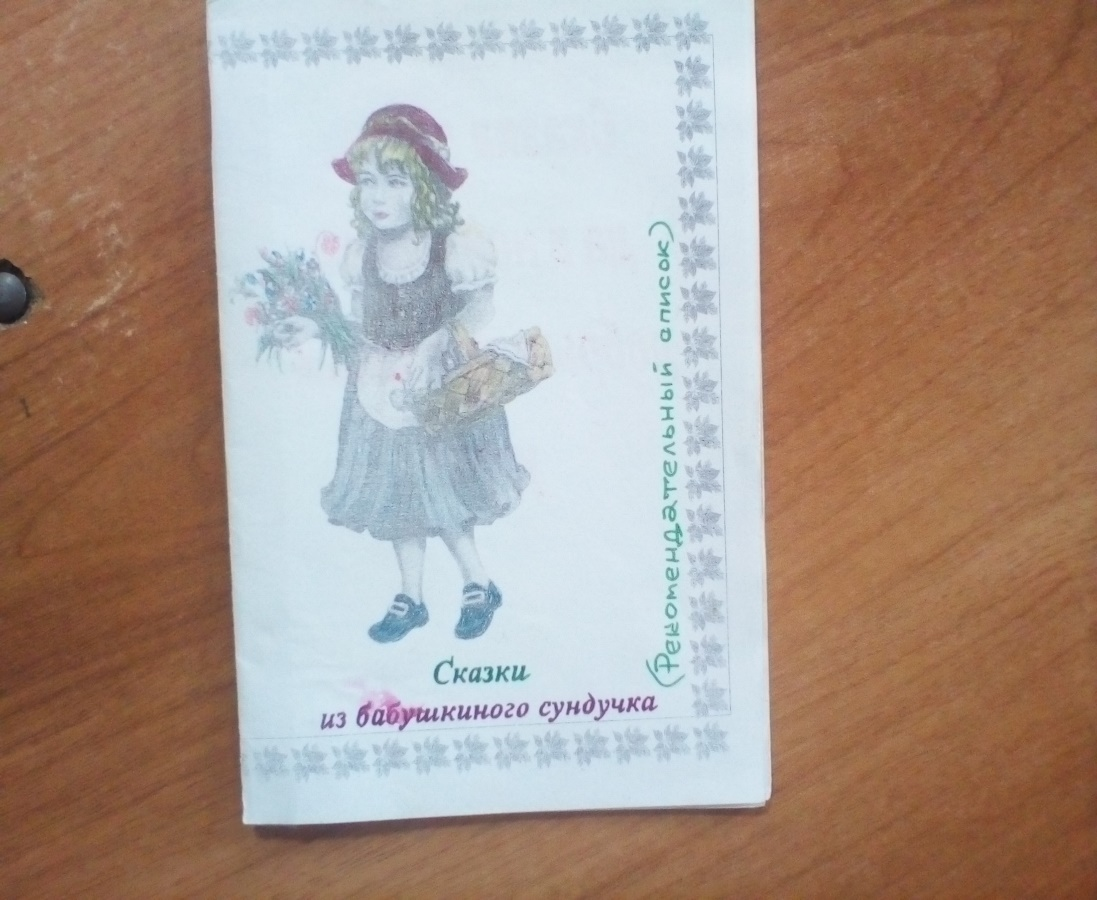 Сказки
из бабушкиного сундучка
(Рекомендательный список)